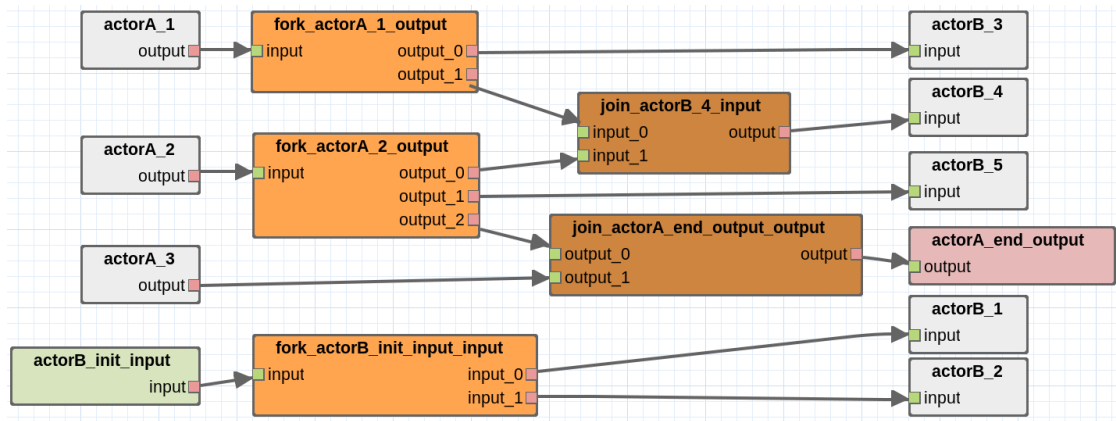 actorA_1
output
fork_actorA_1_output
input
output_0
output_1
actorB_3
input
join_actorB_4_input
input_0
output
input_1
actorB_4
input
actorA_2
output
fork_actorA_2_output
input
output_0
output_1
output_2
actorB_5
input
join_actorA_end_output_output
output_0
output
output_1
actorA_end_output
output
actorA_3
output
actorB_1
input
actorB_init_input
input
fork_actorB_init_input_input
input
input_0
input_1
actorB_2
input